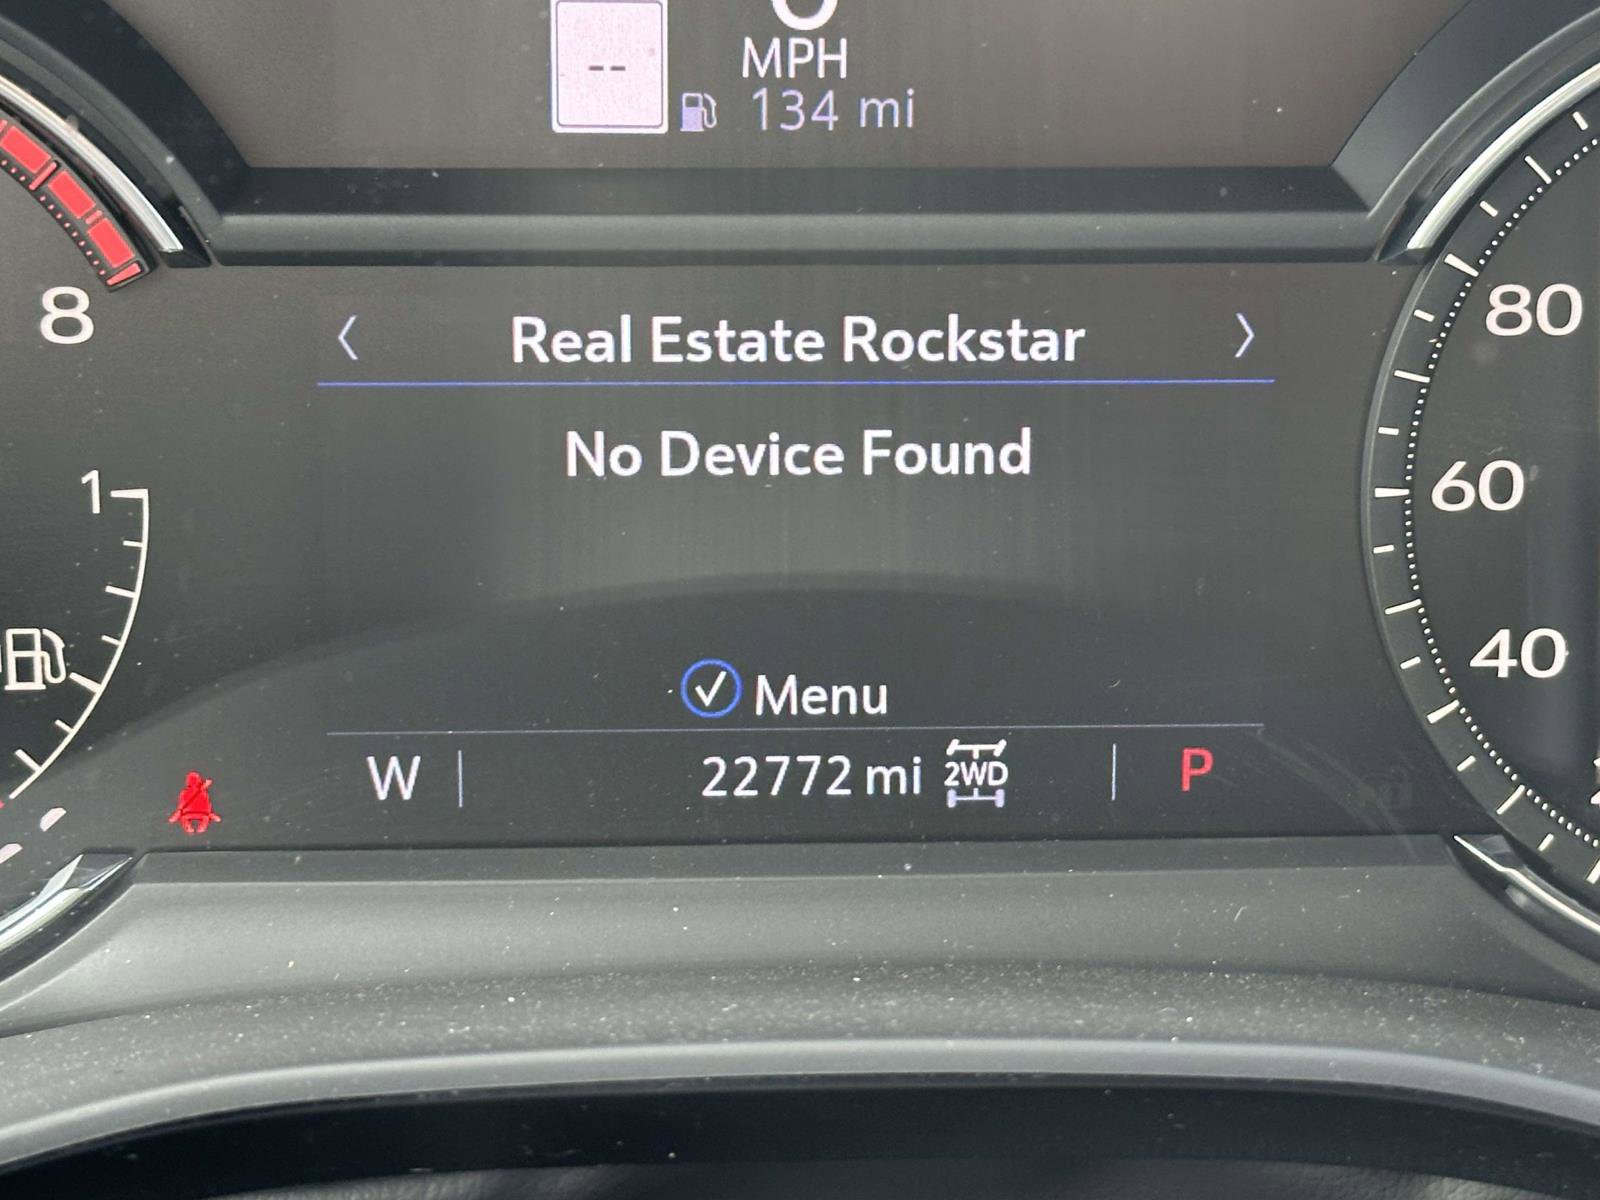 --
MPH
134 mi
8
80
‹ Real Estate Rockstar ›
No Device Found
1
60
40
Menu
W
22772 mi
2WD
P